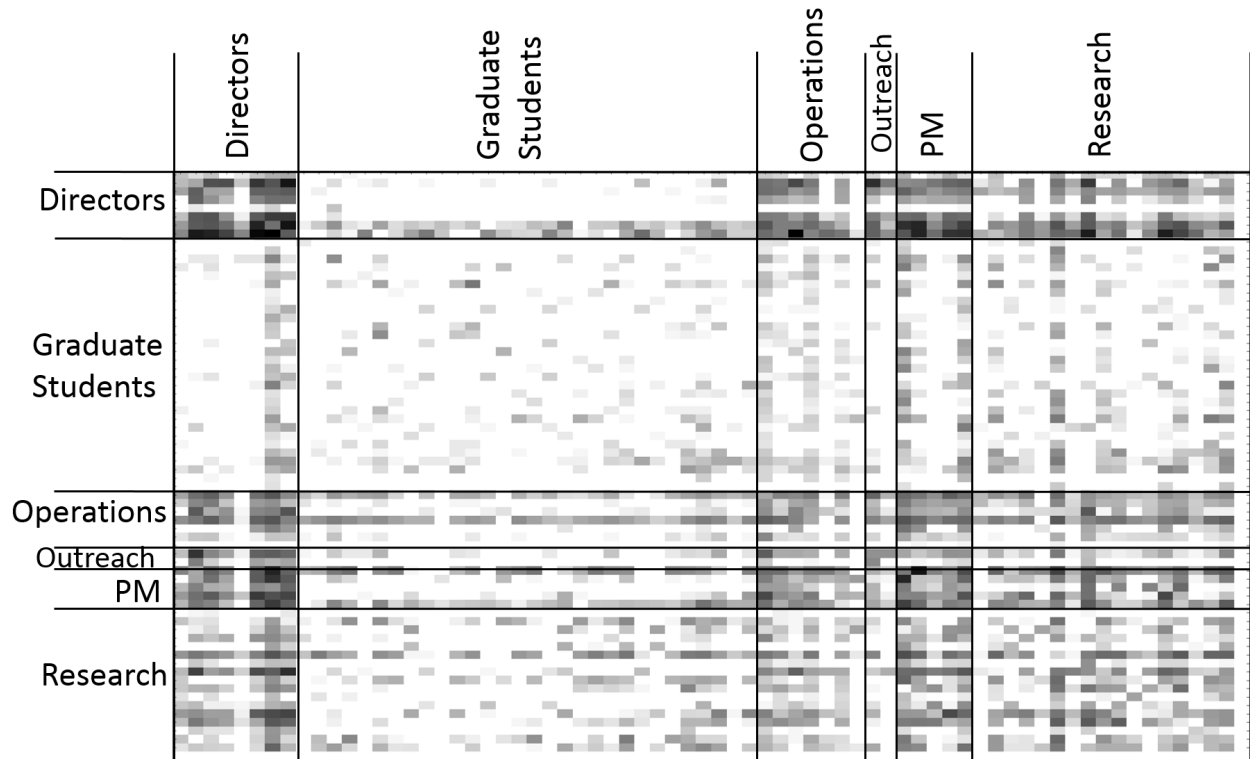 Directors
Graduate
Students
Operations
Outreach
PM
Research
Directors
Graduate
Students
Operations
Outreach
PM
Research